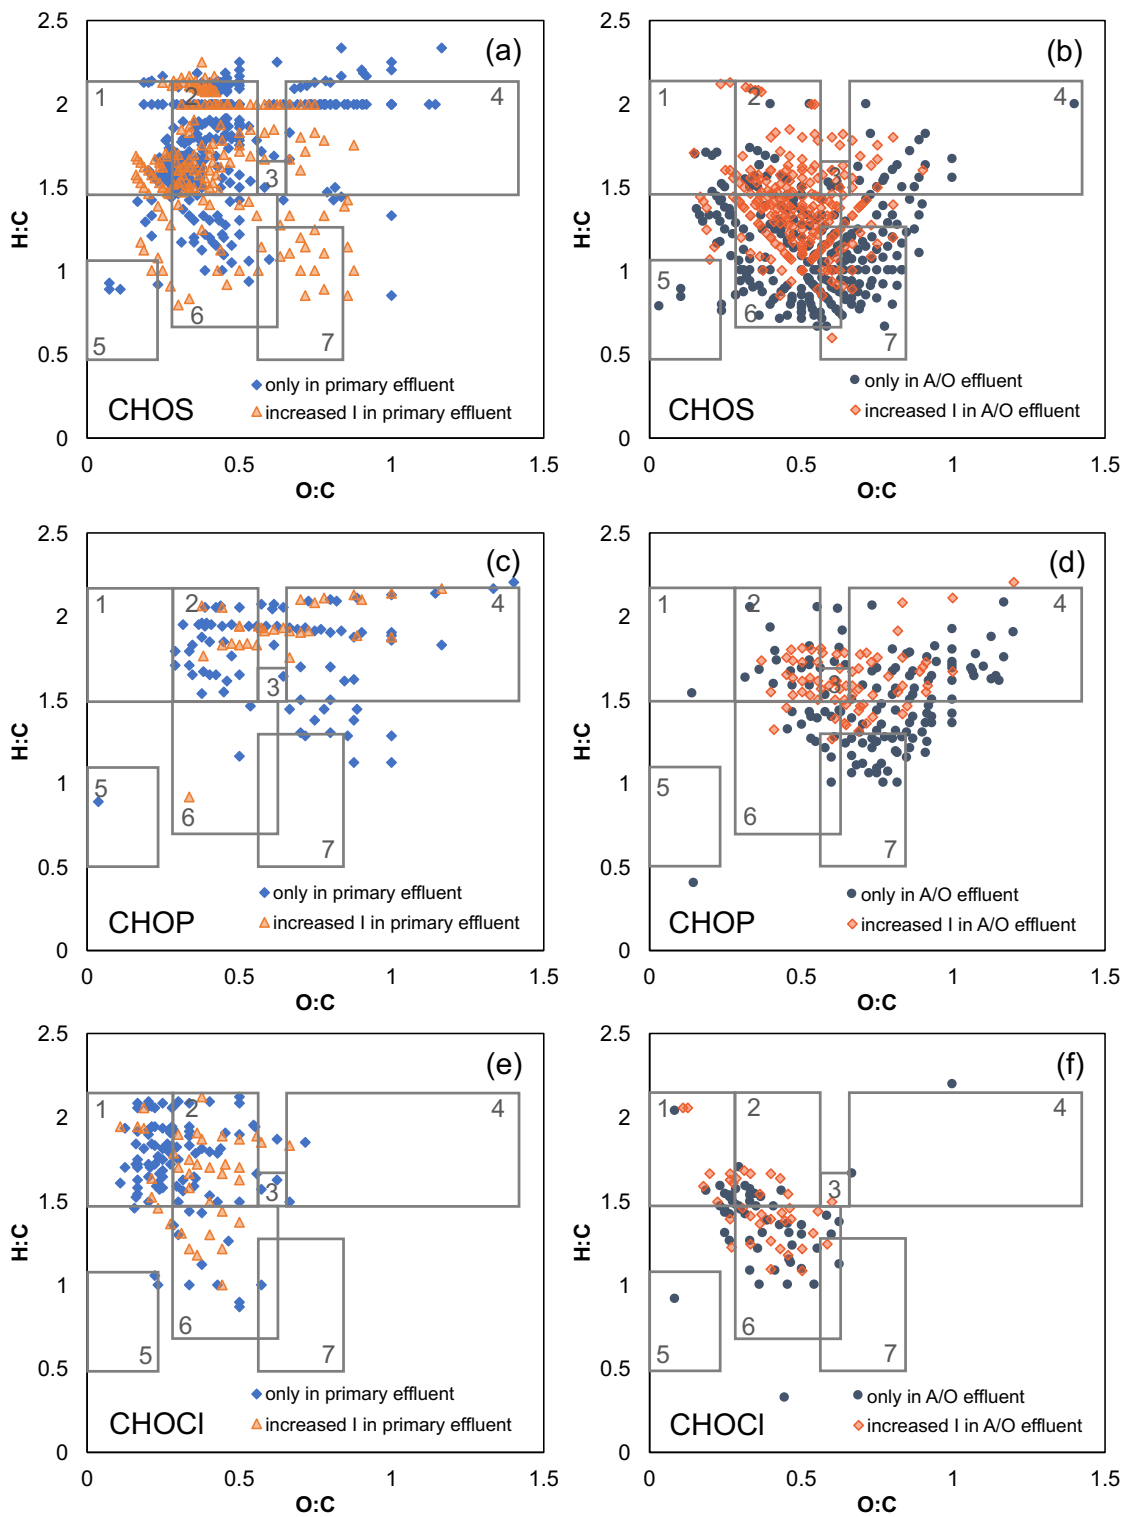 2.5
2
1.5
1
0.5
0
H:C
(a)
1
2
3
4
5
6
7
only in primary effluent
increased I in primary effluent
CHOS
0
0.5
1
1.5
O:C
2.5
2
1.5
1
0.5
0
H:C
(b)
1
2
3
4
5
6
7
only in A/O effluent
increased I in A/O effluent
CHOS
0
0.5
1
1.5
O:C
2.5
2
1.5
1
0.5
0
H:C
(c)
1
2
3
4
5
6
7
only in primary effluent
increased I in primary effluent
CHOP
0
0.5
1
1.5
O:C
2.5
2
1.5
1
0.5
0
H:C
(d)
1
2
3
4
5
6
7
only in A/O effluent
increased I in A/O effluent
CHOP
0
0.5
1
1.5
O:C
2.5
2
1.5
1
0.5
0
H:C
(e)
1
2
3
4
5
6
7
only in primary effluent
increased I in primary effluent
CHOCl
0
0.5
1
1.5
O:C
2.5
2
1.5
1
0.5
0
H:C
(f)
1
2
3
4
5
6
7
only in A/O effluent
increased I in A/O effluent
CHOCl
0
0.5
1
1.5
O:C